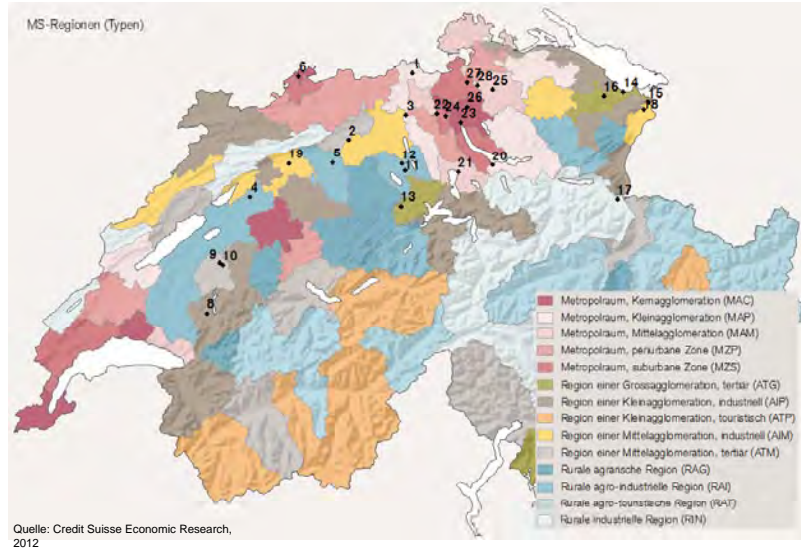 MS-Regionen (Typen)
1
6
27
28
25
14
16
15
18
26
22
24
23
3
2
19
5
12
11
20
21
4
13
17
9
10
8
Metropolraum, Kernagglomeration (MAC)
Metropolraum, Kleinagglomeration (MAP)
Metropolraum, Mittelagglomeration (MAM)
Metropolraum, periurbane Zone (MZP)
Metropolraum, suburbane Zone (MZS)
Region einer Grossagglomeration, tertiär (ATG)
Region einer Kleinagglomeration, industriell (AIP)
Region einer Kleinagglomeration, touristisch (ATP)
Region einer Mittelagglomeration, industriell (AIM)
Region einer Mittelagglomeration, tertiär (ATM)
Rurale agrarische Region (RAG)
Rurale agro-industrielle Region (RAI)
Rurale agro-touristische Region (RAT)
Rurale industrielle Region (RIN)
Quelle: Credit Suisse Economic Research,
2012